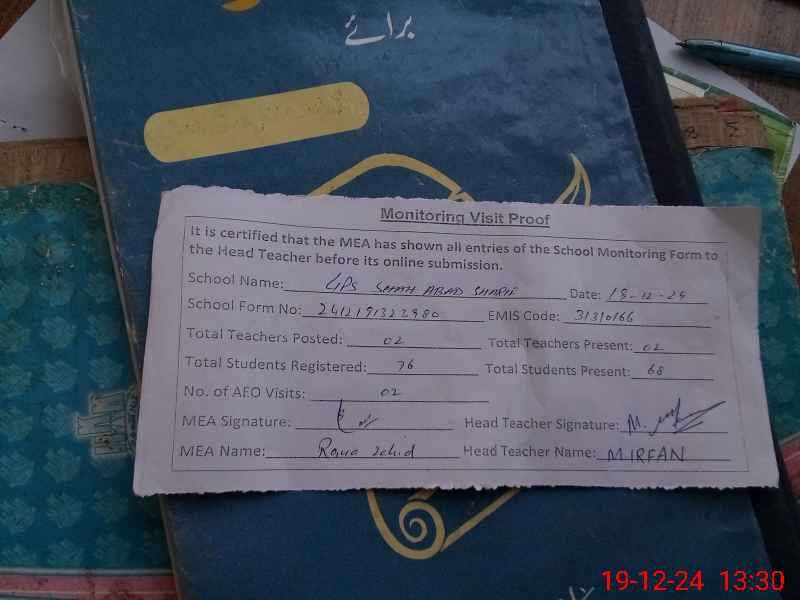 برائے
Monitoring Visit Proof
It is certified that the MEA has shown all entries of the School Monitoring Form to
the Head Teacher before its online submission.
School Name: GPS SHAH ABAD SHARIF Date: 19-12-24
School Form No: 2412191323980 EMIS Code: 31310166
Total Teachers Posted: 02 Total Teachers Present: 02
Total Students Registered: 76 Total Students Present: 68
No. of AEO Visits: 02
MEA Signature: Head Teacher Signature: M.
MEA Name: Rana Zahid Head Teacher Name: M.IRFAN
19-12-24 13:30